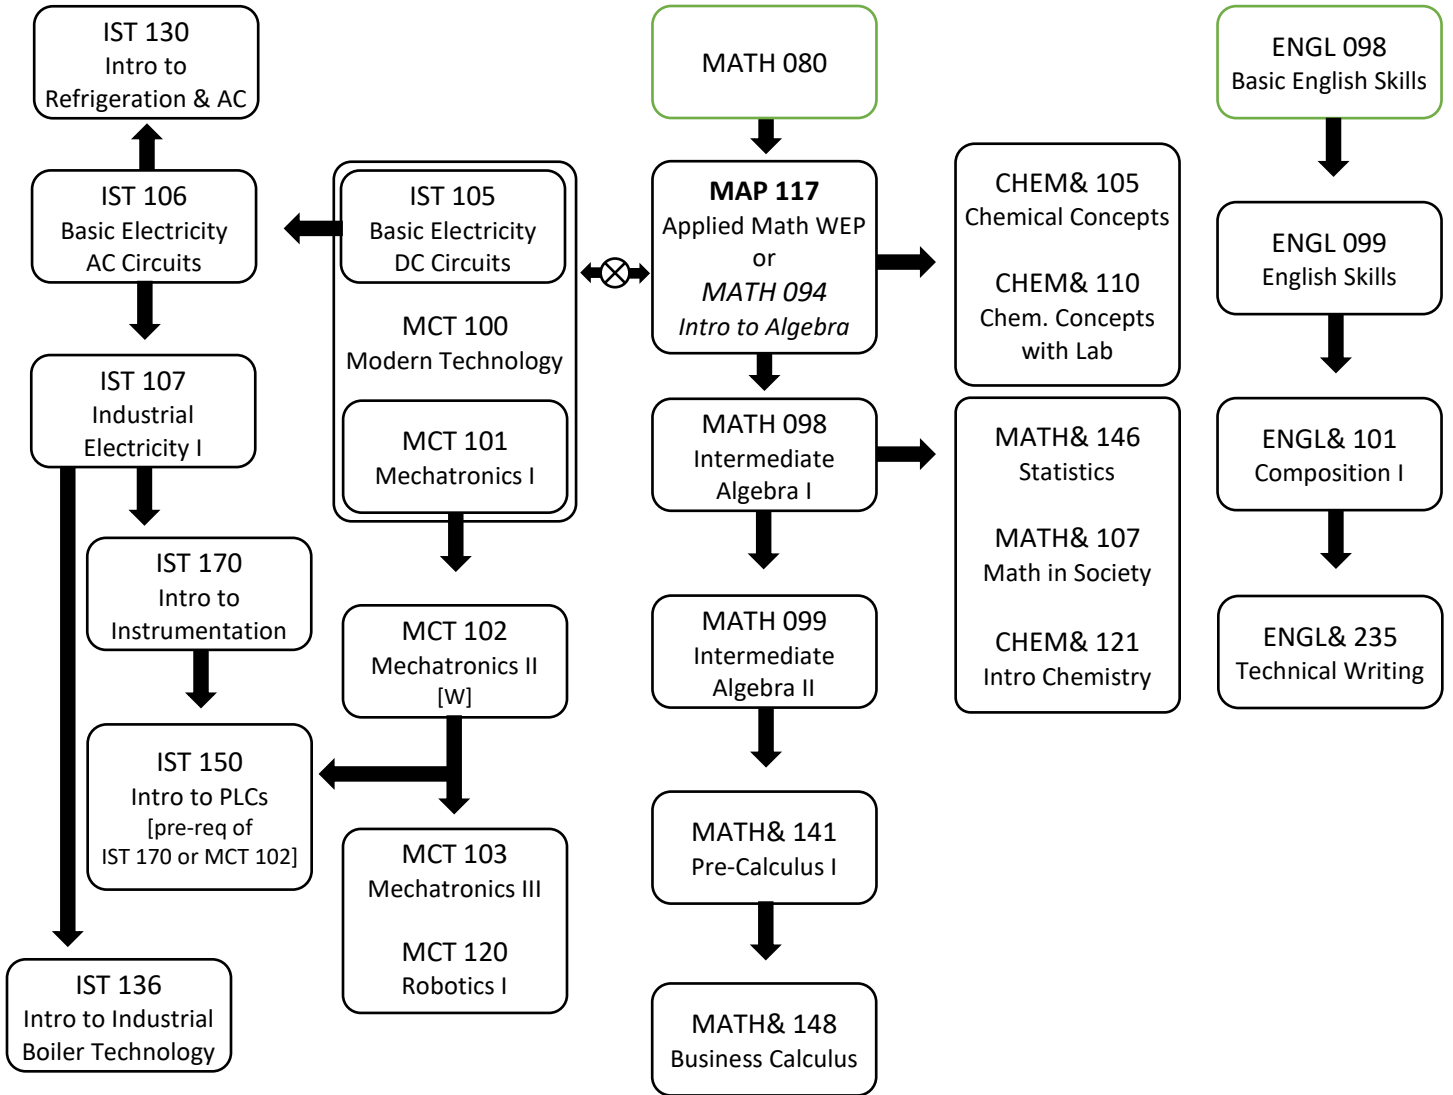 IST 130
Intro to
Refrigeration & AC
IST 106
Basic Electricity
AC Circuits
IST 107
Industrial
Electricity I
IST 170
Intro to
Instrumentation
IST 150
Intro to PLCs
[pre-req of
IST 170 or MCT 102]
IST 136
Intro to Industrial
Boiler Technology
IST 105
Basic Electricity
DC Circuits
MCT 100
Modern Technology
MCT 101
Mechatronics I
MCT 102
Mechatronics II
[W]
MCT 103
Mechatronics III
MCT 120
Robotics I
MATH 080
MAP 117
Applied Math WEP
or
MATH 094
Intro to Algebra
MATH 098
Intermediate
Algebra I
MATH 099
Intermediate
Algebra II
MATH& 141
Pre-Calculus I
MATH& 148
Business Calculus
CHEM& 105
Chemical Concepts
CHEM& 110
Chem. Concepts
with Lab
MATH& 146
Statistics
MATH& 107
Math in Society
CHEM& 121
Intro Chemistry
ENGL 098
Basic English Skills
ENGL 099
English Skills
ENGL& 101
Composition I
ENGL& 235
Technical Writing